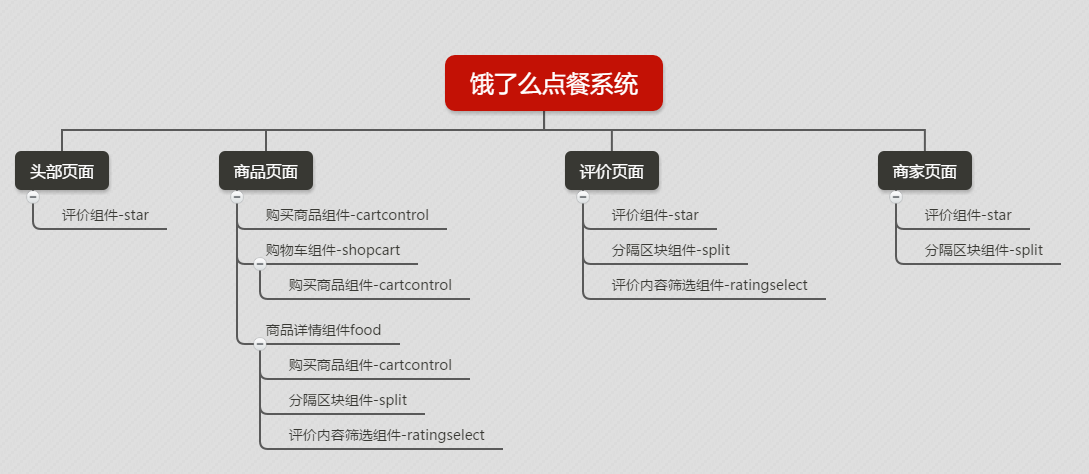 饿了么点餐系统
头部页面
评价组件-star
商品页面
购买商品组件-cartcontrol
购物车组件-shopcart
购买商品组件-cartcontrol
商品详情组件food
购买商品组件-cartcontrol
分隔区块组件-split
评价内容筛选组件-ratingselect
评价页面
评价组件-star
分隔区块组件-split
评价内容筛选组件-ratingselect
商家页面
评价组件-star
分隔区块组件-split